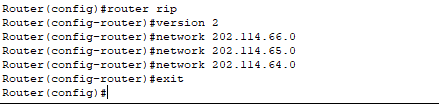 Router(config)#router rip
Router(config-router)#version 2
Router(config-router)#network 202.114.66.0
Router(config-router)#network 202.114.65.0
Router(config-router)#network 202.114.64.0
Router(config-router)#exit
Router(config)#